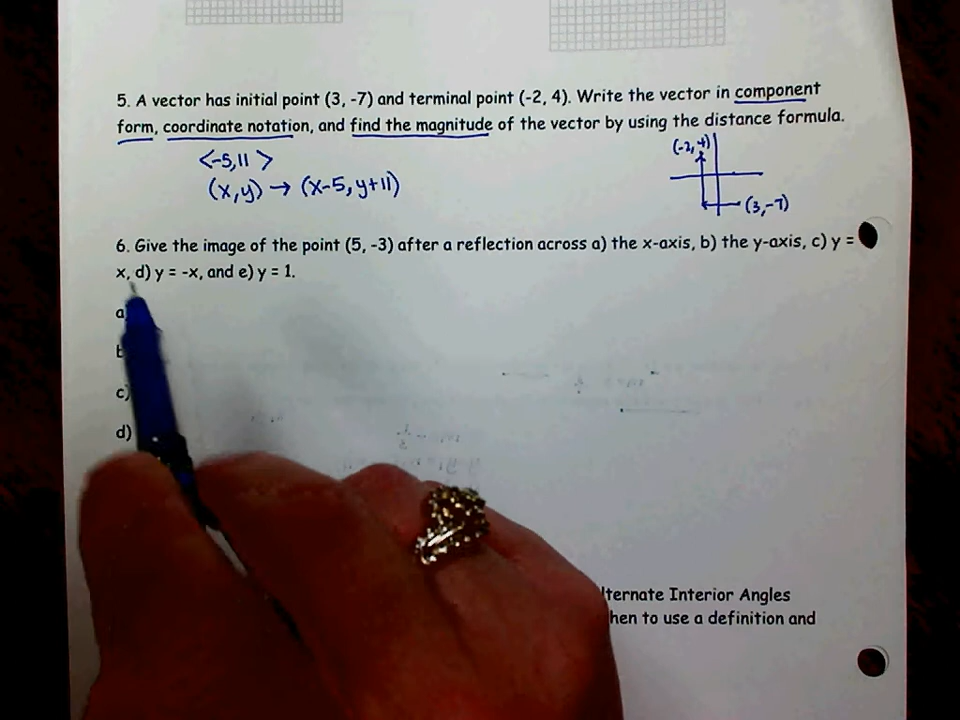 5. A vector has initial point (3, -7) and terminal point (-2, 4). Write the vector in component
form, coordinate notation, and find the magnitude of the vector by using the distance formula.
<-5,11>
(x,y) → (x-5, y+11)
(-2,4)
(3,-7)
6. Give the image of the point (5, -3) after a reflection across a) the x-axis, b) the y-axis, c) y =
x, d) y = -x, and e) y = 1.
a
b
c)
d)
lternate Interior Angles
hen to use a definition and